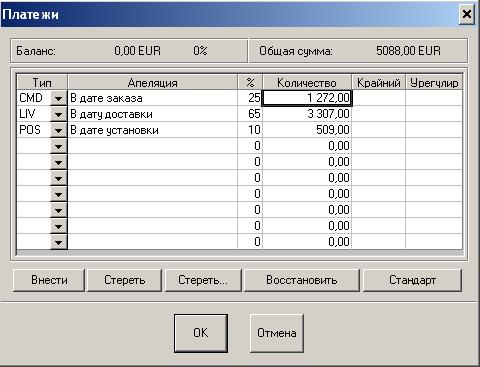 Платежи
Баланс: 0,00 EUR 0% Общая сумма: 5088,00 EUR
Тип Апеляция % Количество Крайний Урегулир
CMD В дате заказа 25 1 272,00
LIV В дату доставки 65 3 307,00
POS В дате установки 10 509,00
0 0,00
0 0,00
0 0,00
0 0,00
0 0,00
0 0,00
0 0,00
Внести Стереть Стереть... Восстановить Стандарт
OK Отмена